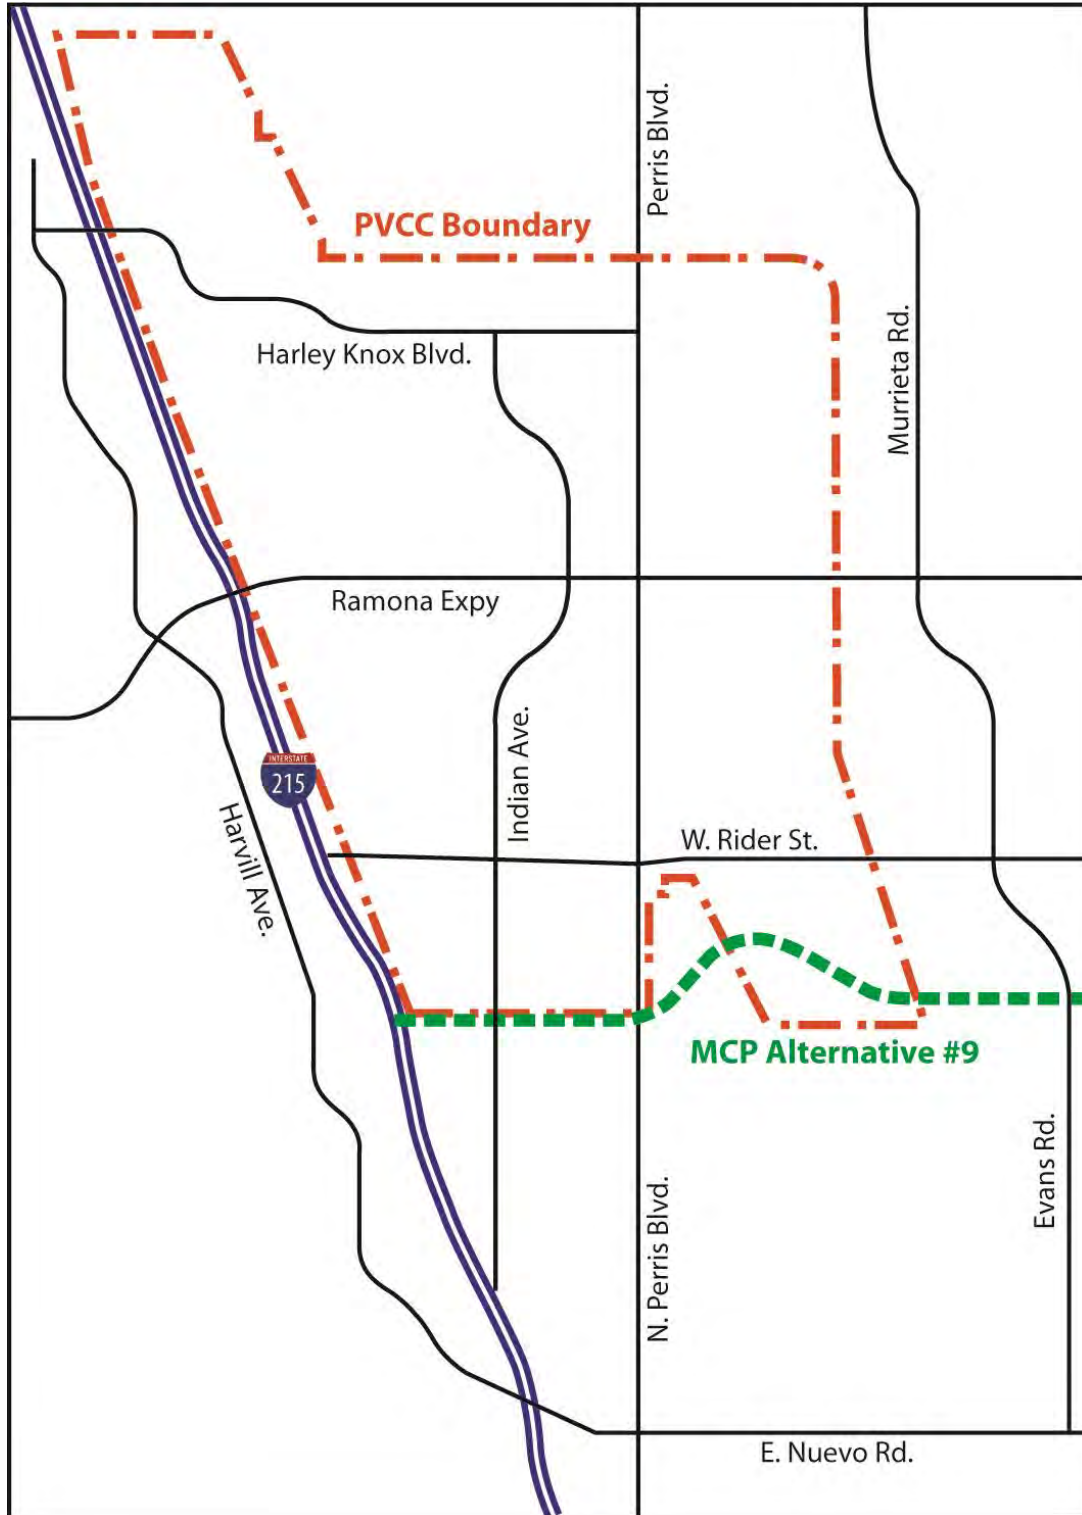 Perris Blvd.
PVCC Boundary
Harley Knox Blvd.
Murrieta Rd.
Ramona Expy
INTERSTATE
215
Indian Ave.
Harvill Ave.
W. Rider St.
MCP Alternative #9
N. Perris Blvd.
Evans Rd.
E. Nuevo Rd.